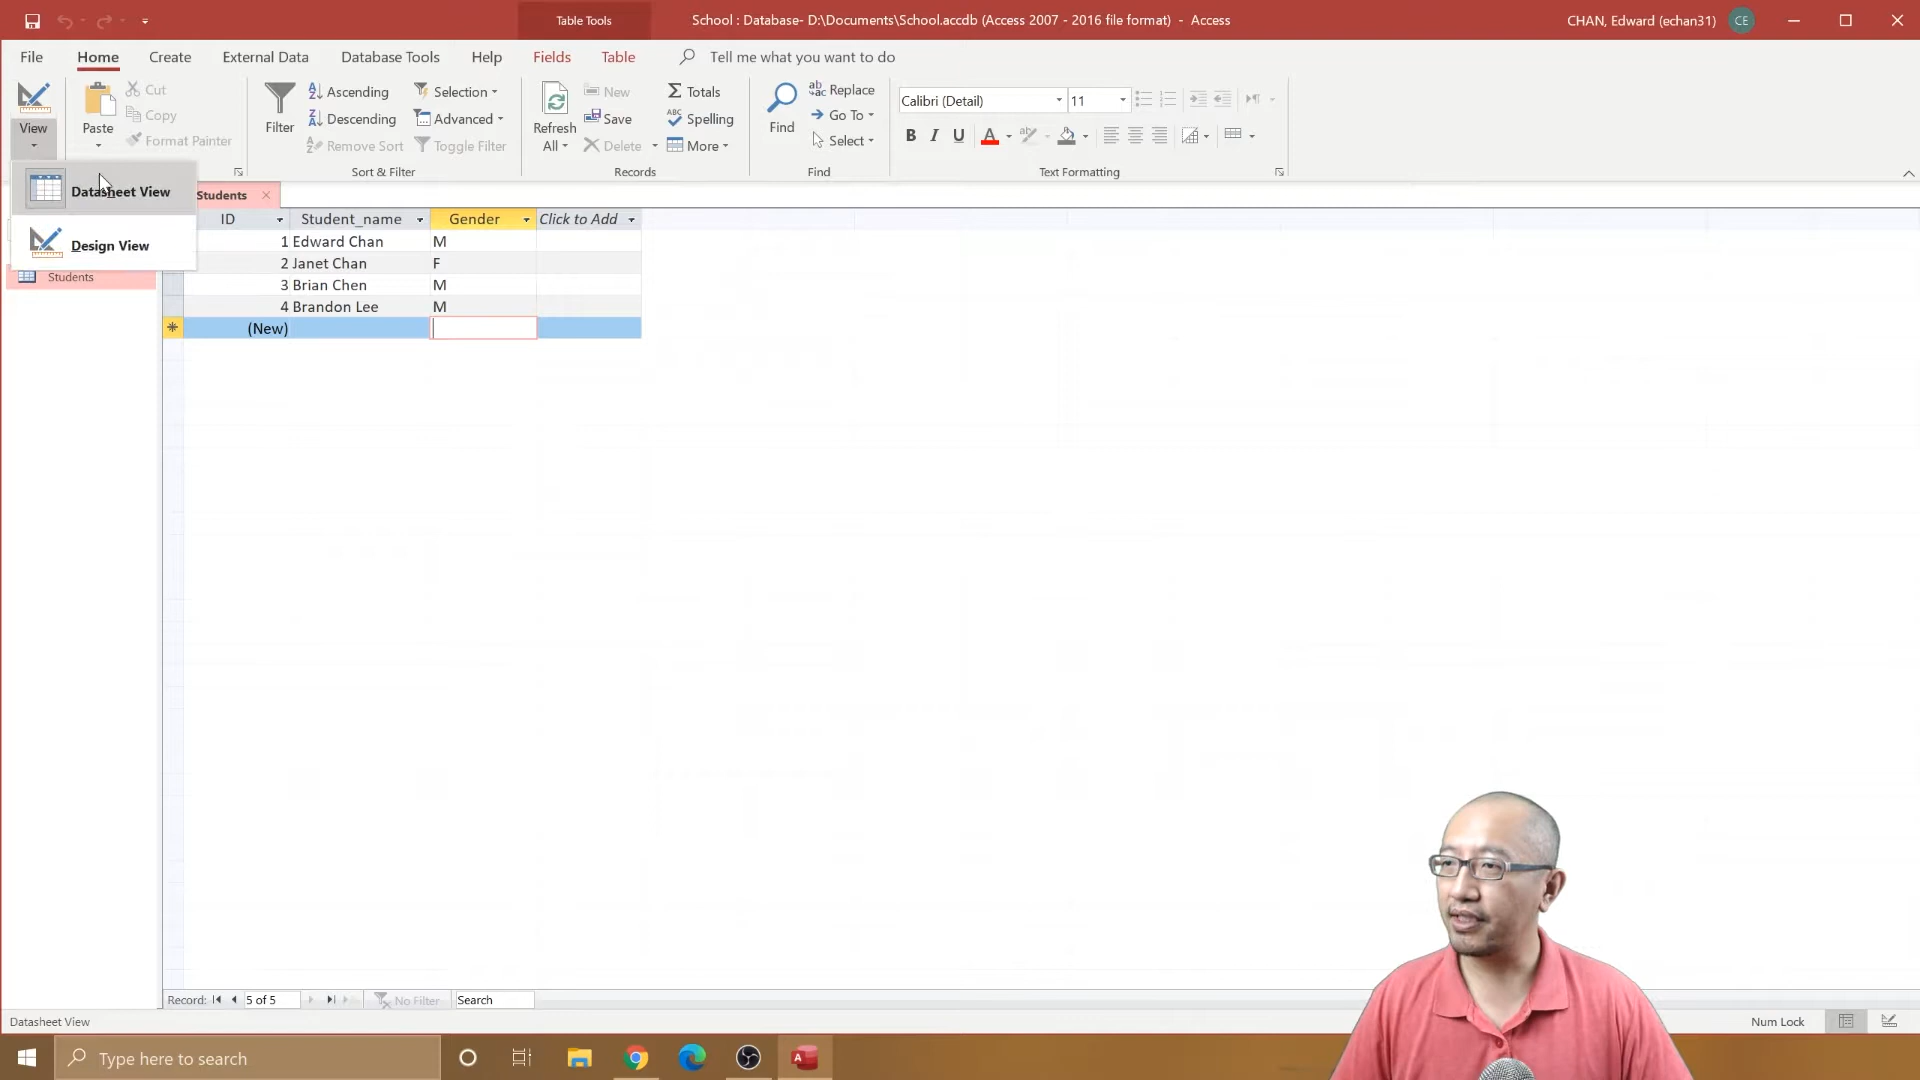 Table Tools
School : Database- D:\Documents\School.accdb (Access 2007 - 2016 file format) - Access
CHAN, Edward (echan31)
CE
File
Home
Create
External Data
Database Tools
Help
Fields
Table
Tell me what you want to do
View
Paste
Cut
Copy
Format Painter
Filter
Ascending
Descending
Remove Sort
Selection
Advanced
Toggle Filter
Sort & Filter
Refresh
All
New
Save
Delete
Totals
Spelling
More
Records
Find
Replace
Go To
Select
Find
Calibri (Detail)
11
B I U A
Text Formatting
Datasheet View
Design View
Students
Students
ID Student_name Gender Click to Add
1 Edward Chan M
2 Janet Chan F
3 Brian Chen M
4 Brandon Lee M
(New)
Record: 5 of 5 No Filter Search
Datasheet View
Num Lock
Type here to search